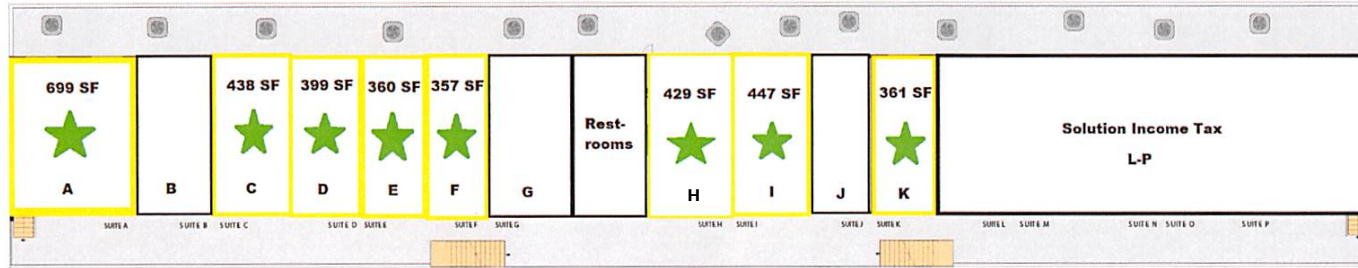 699 SF
438 SF
399 SF
360 SF
357 SF
429 SF
447 SF
361 SF
Rest-
rooms
Solution Income Tax
L-P
A
B
C
D
E
F
G
H
I
J
K
SUITE A
SUITE B
SUITE C
SUITE D
SUITE E
SUITE F
SUITE G
SUITE H
SUITE I
SUITE J
SUITE K
SUITE L
SUITE M
SUITE N
SUITE O
SUITE P